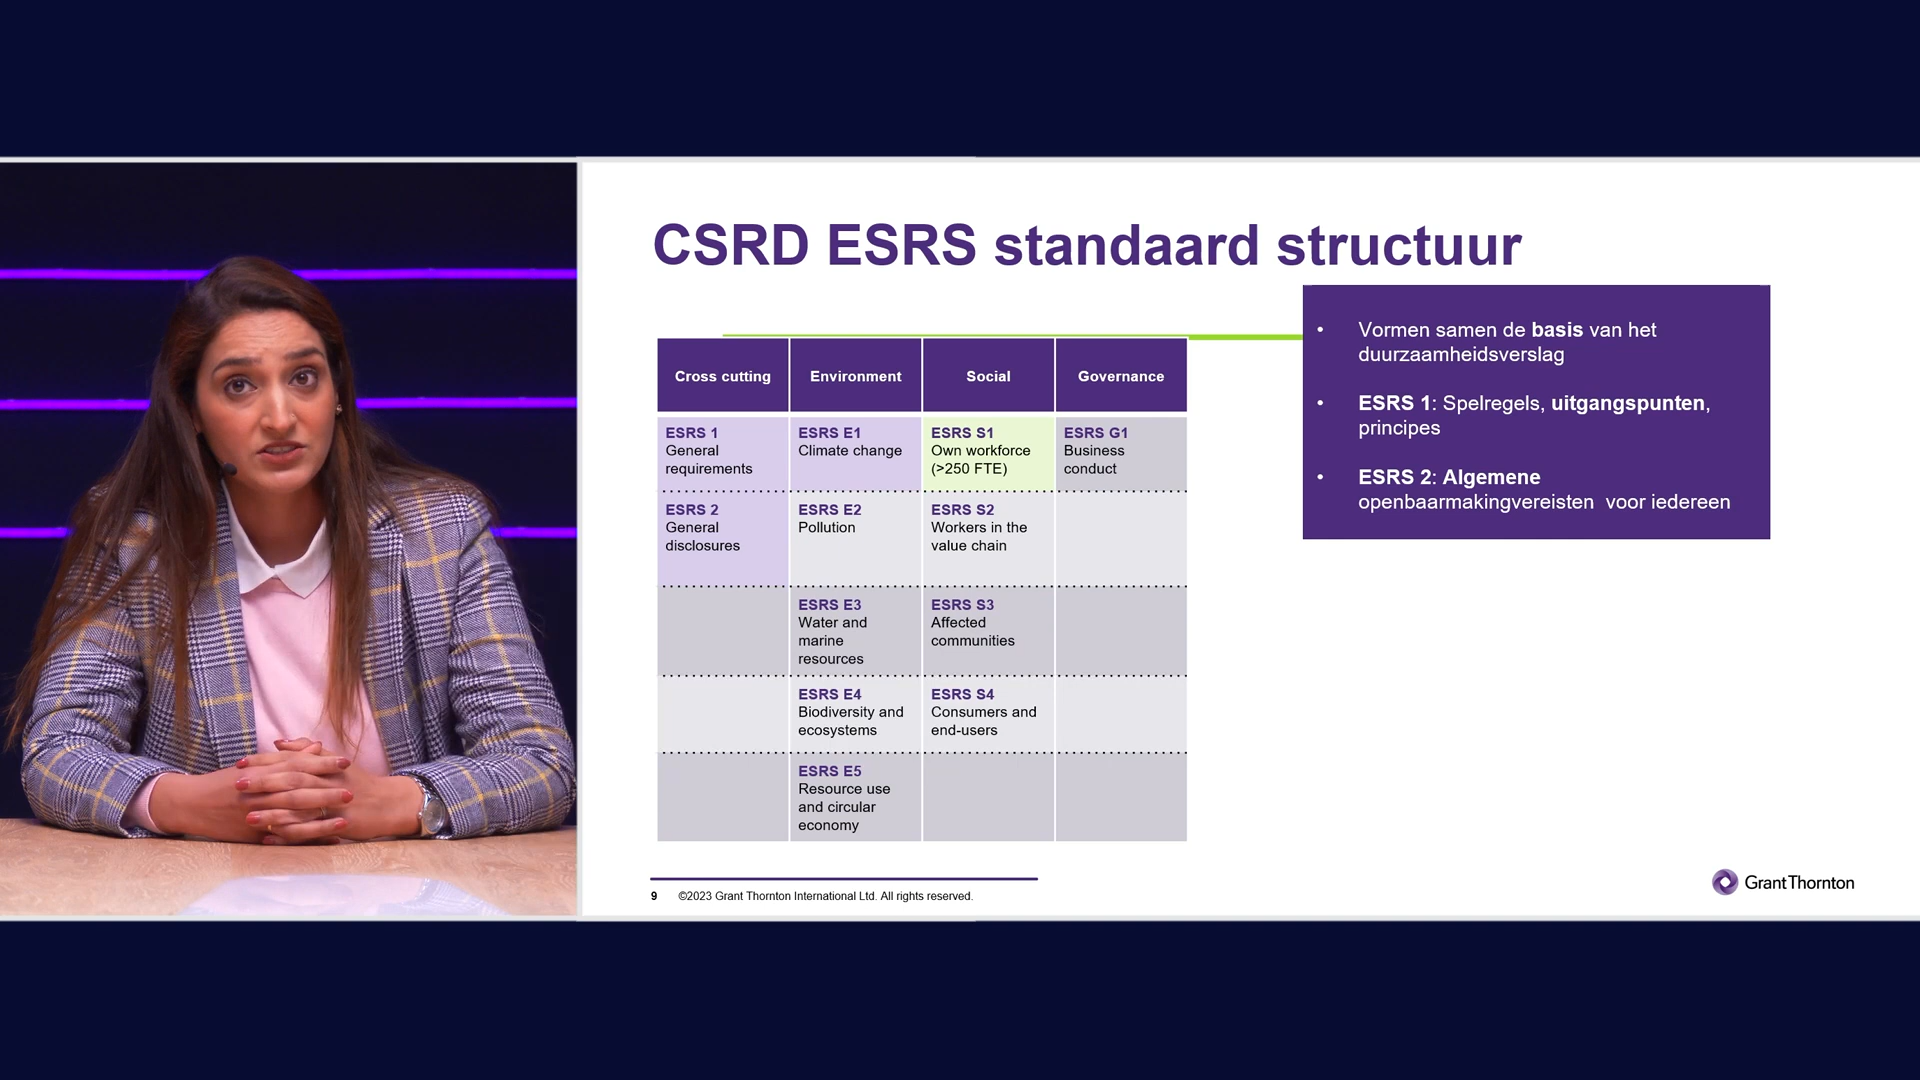 CSRD ESRS standaard structuur
Cross cutting
Environment
Social
Governance
ESRS 1
General
requirements
ESRS E1
Climate change
ESRS S1
Own workforce
(>250 FTE)
ESRS G1
Business
conduct
ESRS 2
General
disclosures
ESRS E2
Pollution
ESRS S2
Workers in the
value chain
ESRS E3
Water and
marine
resources
ESRS S3
Affected
communities
ESRS E4
Biodiversity and
ecosystems
ESRS S4
Consumers and
end-users
ESRS E5
Resource use
and circular
economy
• Vormen samen de basis van het
duurzaamheidsverslag
• ESRS 1: Spelregels, uitgangspunten,
principes
• ESRS 2: Algemene
openbaarmakingvereisten voor iedereen
9 ©2023 Grant Thornton International Ltd. All rights reserved.
GrantThornton